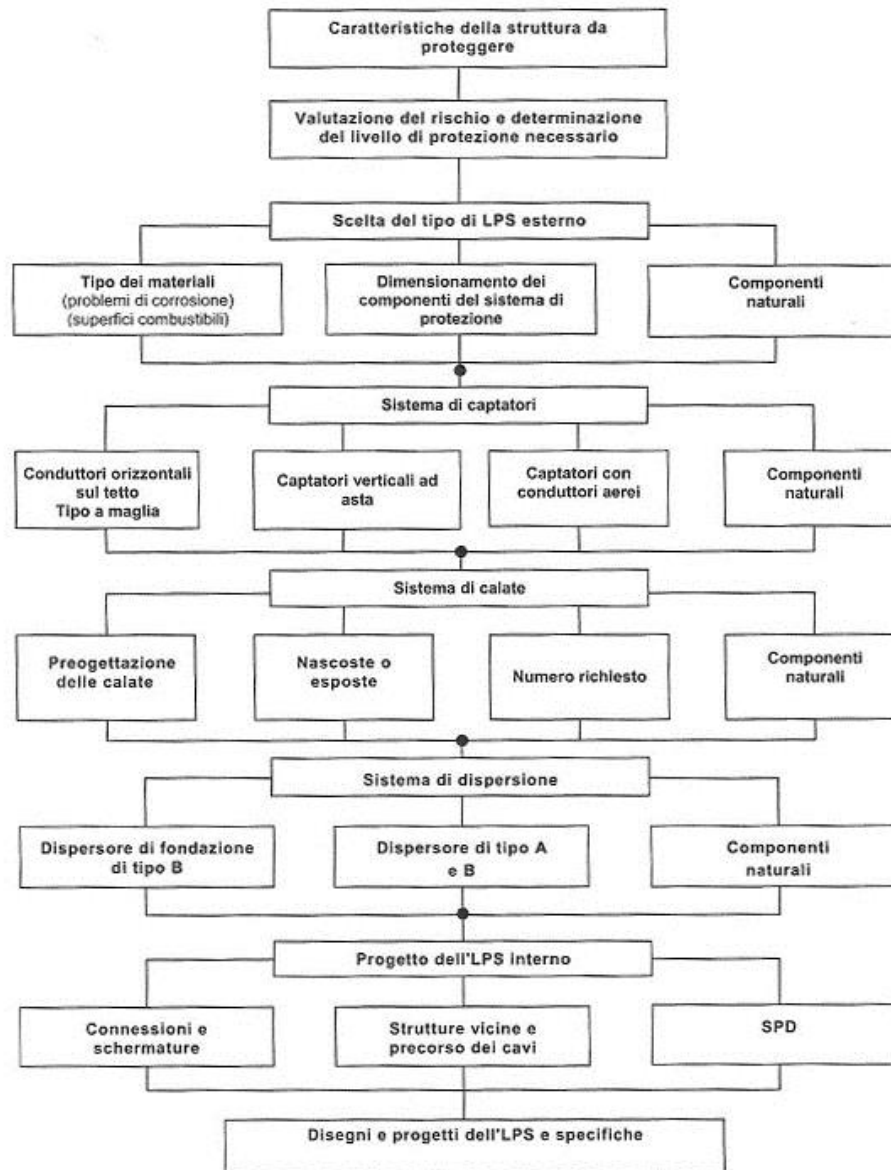 Caratteristiche della struttura da
proteggere
Valutazione del rischio e determinazione
del livello di protezione necessario
Scelta del tipo di LPS esterno
Tipo dei materiali
(problemi di corrosione)
(superfici combustibili)
Dimensionamento dei
componenti del sistema di
protezione
Componenti
naturali
Sistema di captatori
Conduttori orizzontali
sul tetto
Tipo a maglia
Captatori verticali ad
asta
Captatori con
conduttori aerei
Componenti
naturali
Sistema di calate
Preogettazione
delle calate
Nascoste o
esposte
Numero richiesto
Componenti
naturali
Sistema di dispersione
Dispersore di fondazione
di tipo B
Dispersore di tipo A
e B
Componenti
naturali
Progetto dell'LPS interno
Connessioni e
schermature
Strutture vicine e
precorso dei cavi
SPD
Disegni e progetti dell'LPS e specifiche